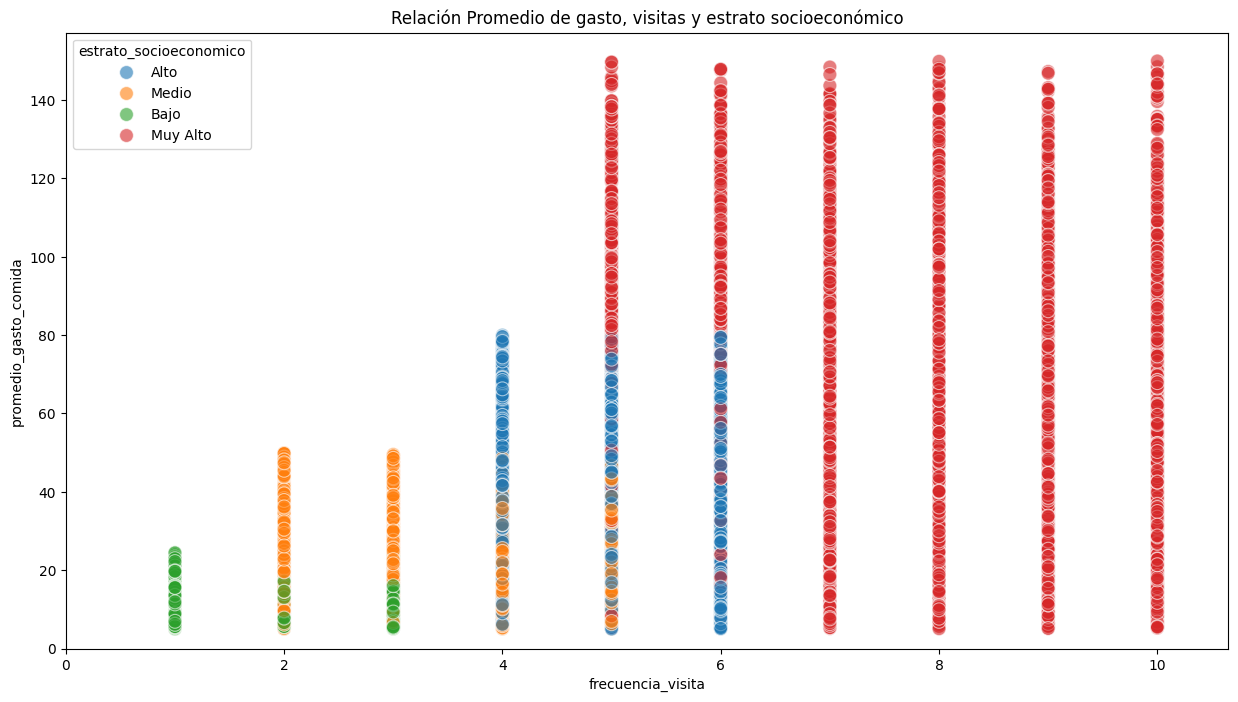 Relación Promedio de gasto, visitas y estrato socioeconómico
estrato_socioeconomico
Alto
Medio
Bajo
Muy Alto
promedio_gasto_comida
140
120
100
80
60
40
20
0
0 2 4 6 8 10
frecuencia_visita